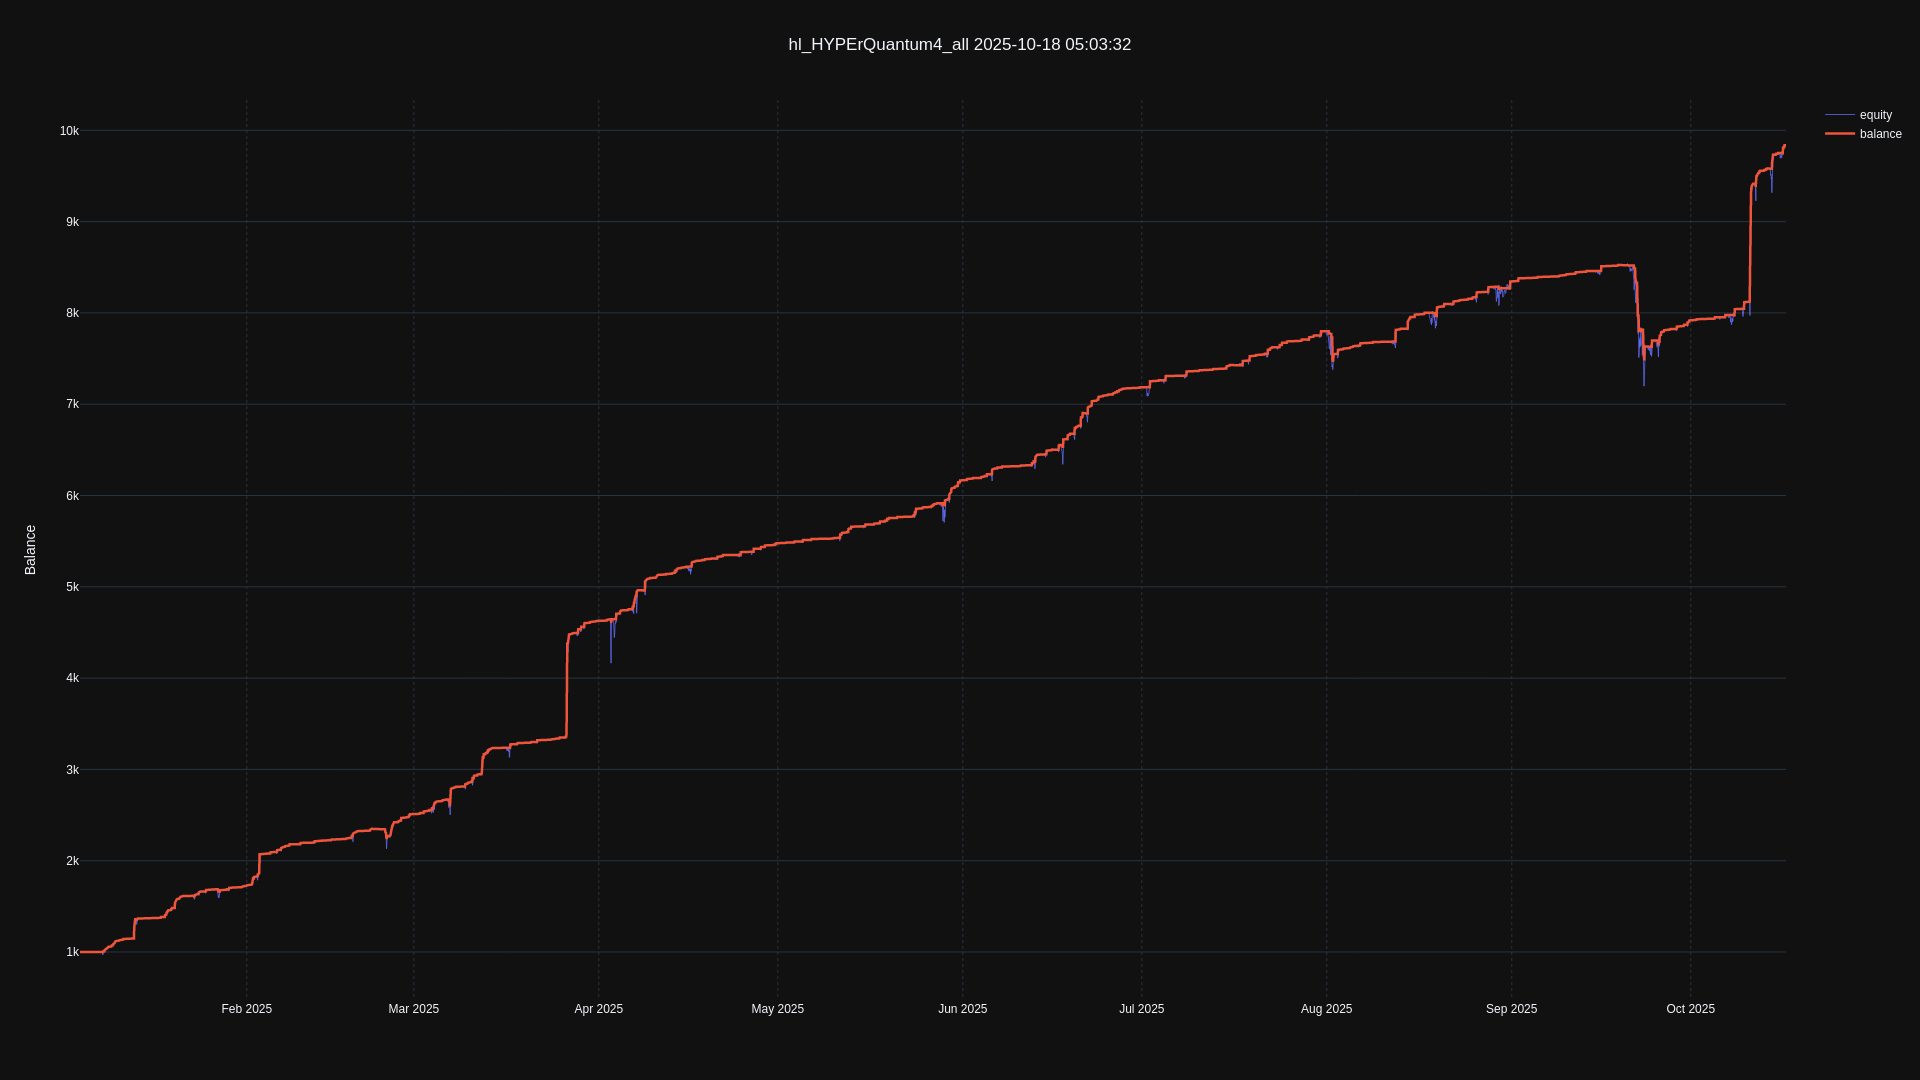 hl_HYPErQuantum4_all 2025-10-18 05:03:32
equity
balance
10k
9k
8k
7k
6k
5k
4k
3k
2k
1k
Balance
Feb 2025
Mar 2025
Apr 2025
May 2025
Jun 2025
Jul 2025
Aug 2025
Sep 2025
Oct 2025